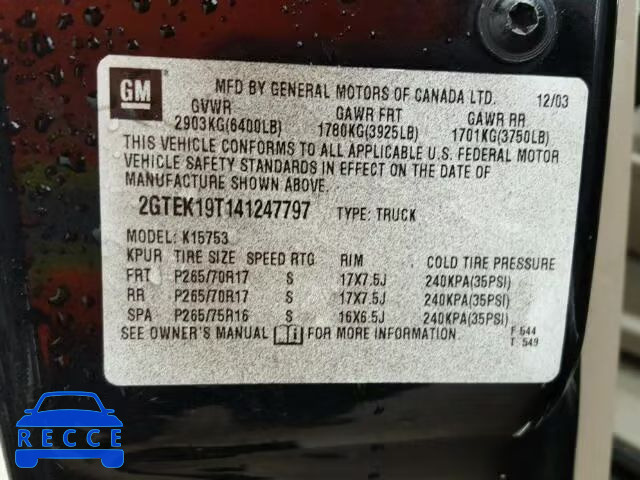 GM
MFD BY GENERAL MOTORS OF CANADA LTD. 12/03
GVWR GAWR FRT GAWR RR
2903KG(6400LB) 1780KG(3925LB) 1701KG(3750LB)
THIS VEHICLE CONFORMS TO ALL APPLICABLE U.S. FEDERAL MOTOR
VEHICLE SAFETY STANDARDS IN EFFECT ON THE DATE OF
MANUFACTURE SHOWN ABOVE.
2GTEK19T141247797 TYPE: TRUCK
MODEL: K15753
KPUR TIRE SIZE SPEED RTG RIM COLD TIRE PRESSURE
FRT P265/70R17 S 17X7.5J 240KPA(35PSI)
RR P265/70R17 S 17X7.5J 240KPA(35PSI)
SPA P265/75R16 S 16X6.5J 240KPA(35PSI)
SEE OWNER'S MANUAL FOR MORE INFORMATION. F 544
T 549
RECCE